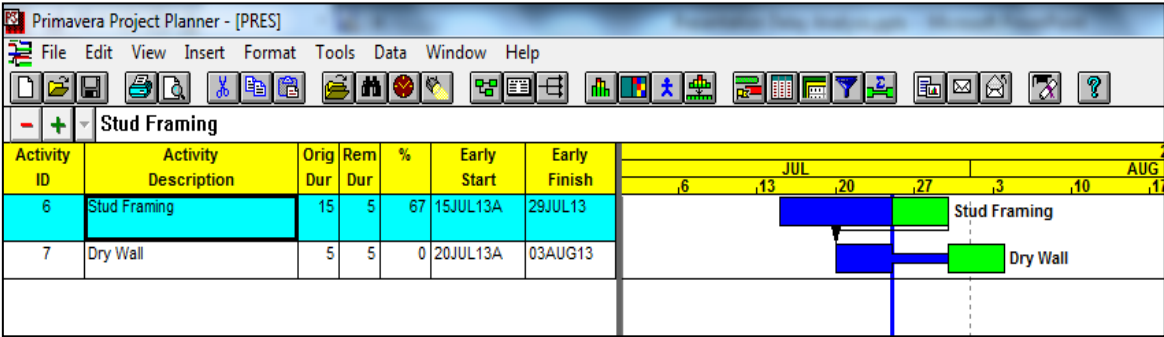 Primavera Project Planner - [PRES]
File Edit View Insert Format Tools Data Window Help
Stud Framing
Activity ID Activity Description Orig Dur Rem Dur % Early Start Early Finish
JUL AUG
6 13 20 27 3 10 17
6 Stud Framing 15 5 67 15JUL13A 29JUL13 Stud Framing
7 Dry Wall 5 5 0 20JUL13A 03AUG13 Dry Wall